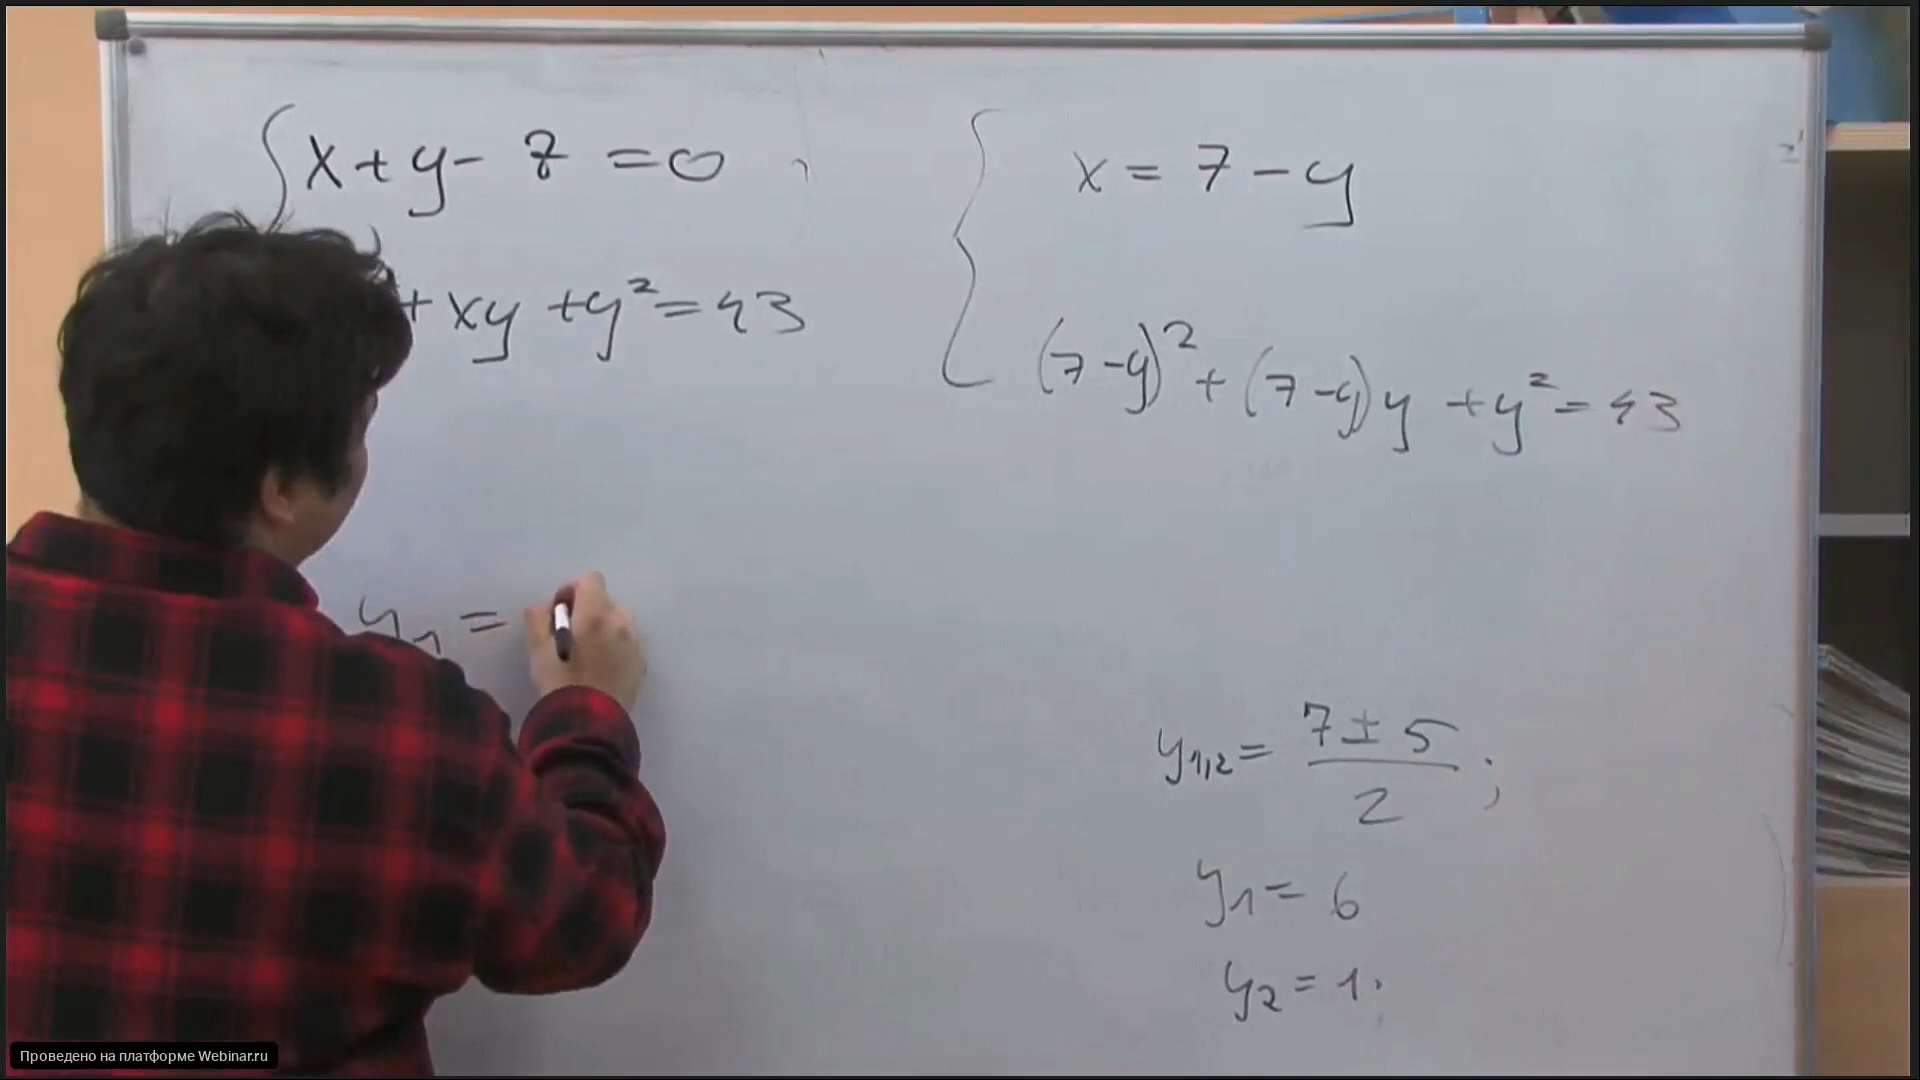 x + y - 7 = 0
+ xy + y² = 43
y₁ =
x = 7 - y
(7 - y)² + (7 - y)y + y² = 43
y₁,₂ = (7 ± 5) / 2 ;
y₁ = 6
y₂ = 1.
Проведено на платформе Webinar.ru